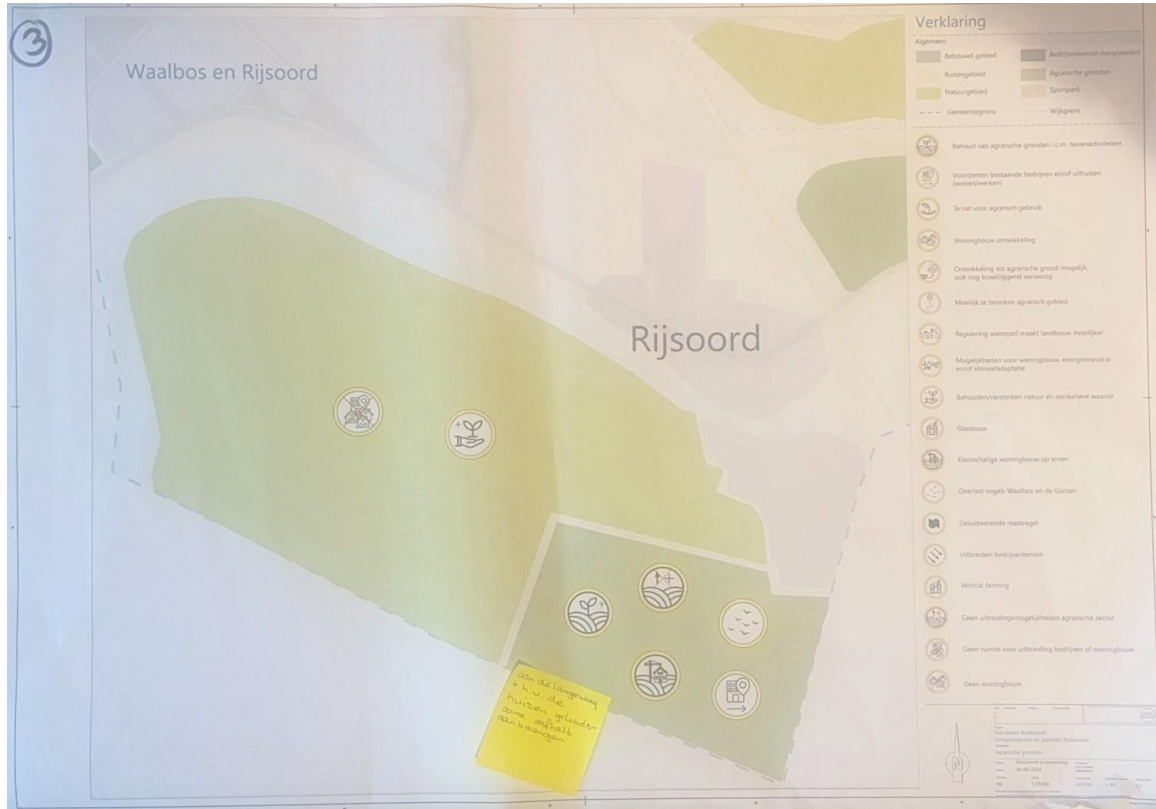 3
Waalbos en Rijsoord
Rijsoord
aan de langeweg
t.h.v. de
huizen geluids-
arme asfalt
aanbrengen
Verklaring
Algemeen
Bebouwd gebied
Bedrijventerrein (vergroenen)
Buitengebied
Agrarische gronden
Natuurgebied
Sportpark
Gemeentegrens
Wijkgrens
Behoud van agrarische gronden i.c.m. nevenactiviteiten
Voortzetten bestaande bedrijven en/of uithuizen
(wonen/werken)
Te nat voor agrarisch gebruik
Woningbouw ontwikkeling
Ontwikkeling tot agrarische grond mogelijk,
ook nog braakliggend aanwezig
Moeilijk te bereiken agrarisch gebied
Regulering waterpeil maakt landbouw moeilijker
Mogelijkheden voor woningbouw, energietransitie
en/of klimaatadaptatie
Behouden/versterken natuur en recreatieve waarde
Glasbouw
Kleinschalige woningbouw op erven
Overlast vogels Waalbos en de Gorzen
Geluidwerende maatregel
Uitbreiden bedrijventerrein
Vertical farming
Geen uitbreidingsmogelijkheden agrarische sector
Geen ruimte voor uitbreiding bedrijven of woningbouw
Geen woningbouw
N
Gemeente Ridderkerk
Agrarische gronden